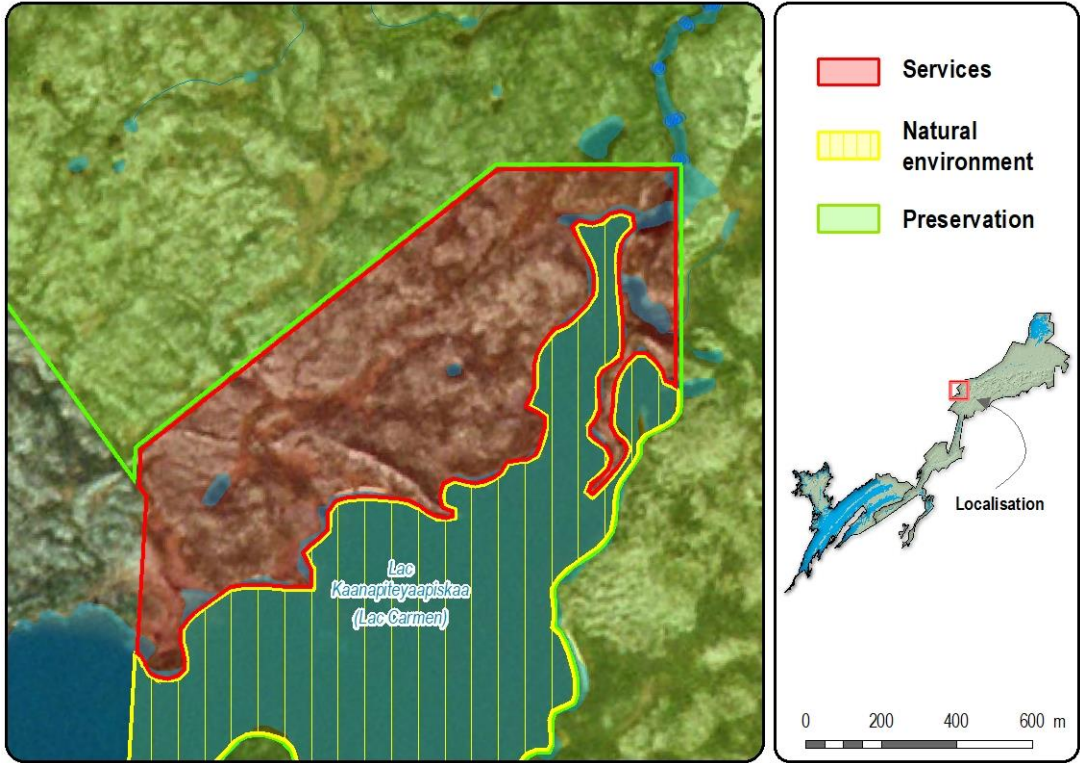 Lac
Kaanapiteyaapiskaa
(Lac Carmen)
Services
Natural
environment
Preservation
Localisation
0 200 400 600 m